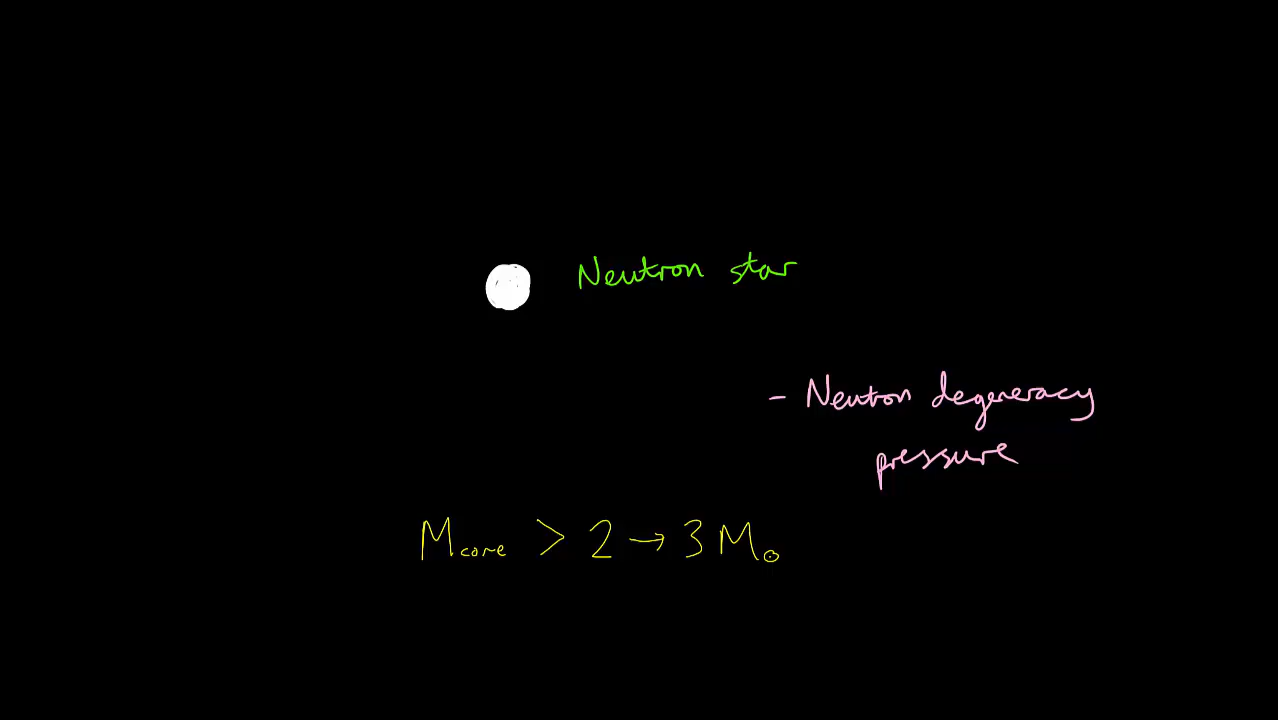 Neutron star
- Neutron degeneracy
pressure
Mcore > 2 → 3 M☉